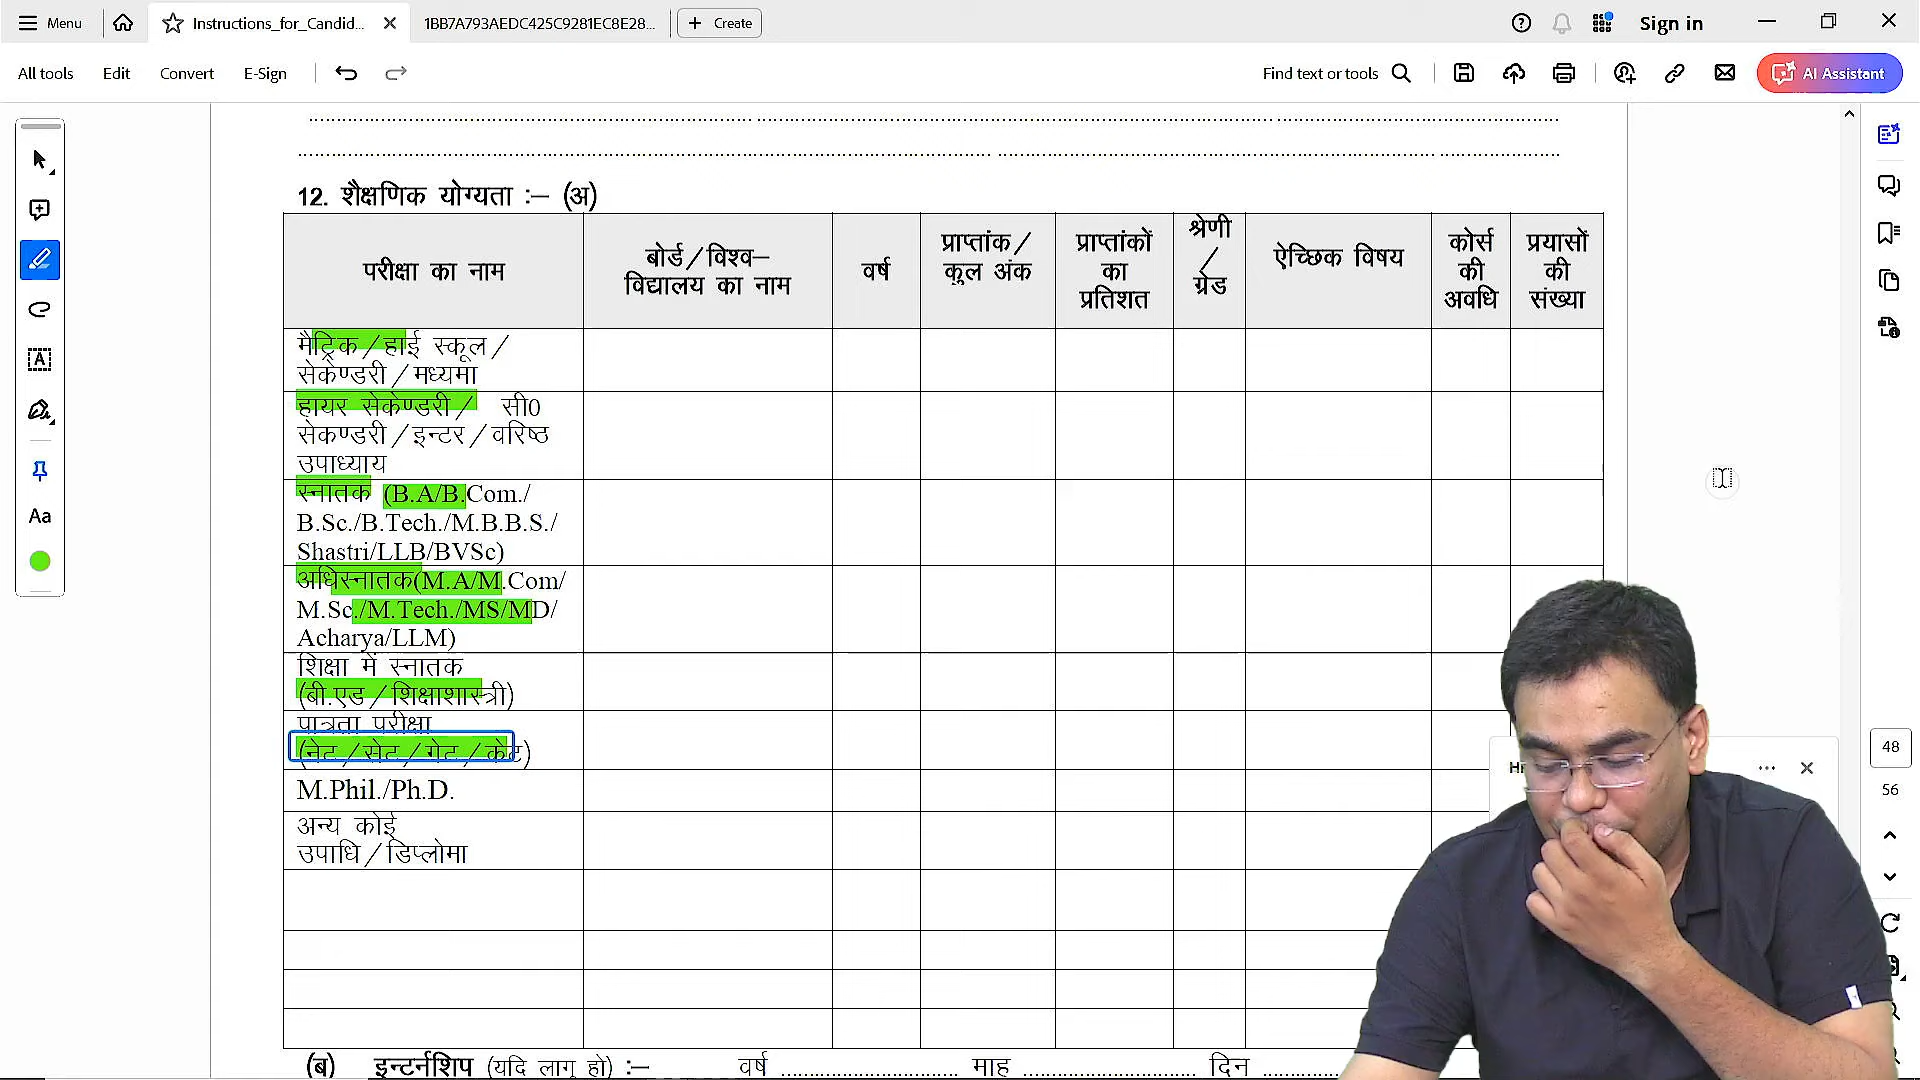 Menu
Instructions_for_Candid...
1BB7A793AEDC425C9281EC8E28...
Create
Sign in
All tools
Edit
Convert
E-Sign
Find text or tools
AI Assistant
12. शैक्षणिक योग्यता :– (अ)
परीक्षा का नाम
बोर्ड/विश्व–
विद्यालय का नाम
वर्ष
प्राप्तांक/
कुल अंक
प्राप्तांकों
का
प्रतिशत
श्रेणी
/
ग्रेड
ऐच्छिक विषय
कोर्स
की
अवधि
प्रयासों
की
संख्या
मैट्रिक/हाई स्कूल/
सेकेण्डरी/मध्यमा
हायर सेकेण्डरी/ सी0
सेकण्डरी/इन्टर/वरिष्ठ
उपाध्याय
स्नातक (B.A/B.Com./
B.Sc./B.Tech./M.B.B.S./
Shastri/LLB/BVSc)
अधिस्नातक(M.A/M.Com/
M.Sc./M.Tech./MS/MD/
Acharya/LLM)
शिक्षा में स्नातक
(बी.एड/शिक्षाशास्त्री)
पात्रता परीक्षा
(नेट/सेट/गेट/केट)
M.Phil./Ph.D.
अन्य कोई
उपाधि/डिप्लोमा
(ब) इन्टर्नशिप (यदि लागू हो) :– वर्ष .............................. माह .............................. दिन ............
Aa
48
56